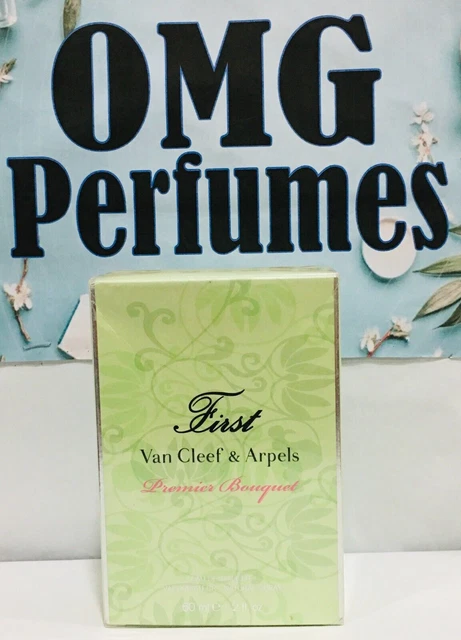 OMG
Perfumes
First
Van Cleef & Arpels
Premier Bouquet